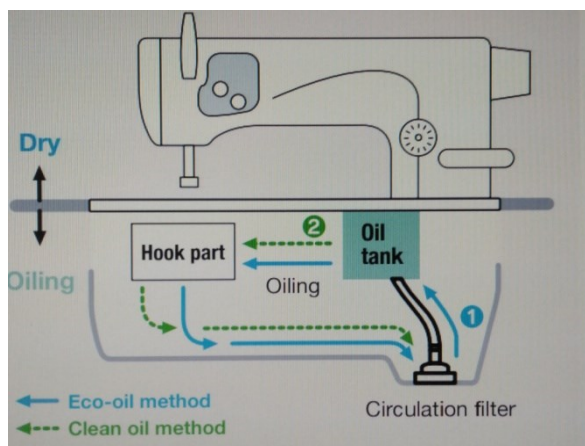 Dry
Oiling
Hook part
2
Oil
tank
Oiling
1
Circulation filter
Eco-oil method
Clean oil method